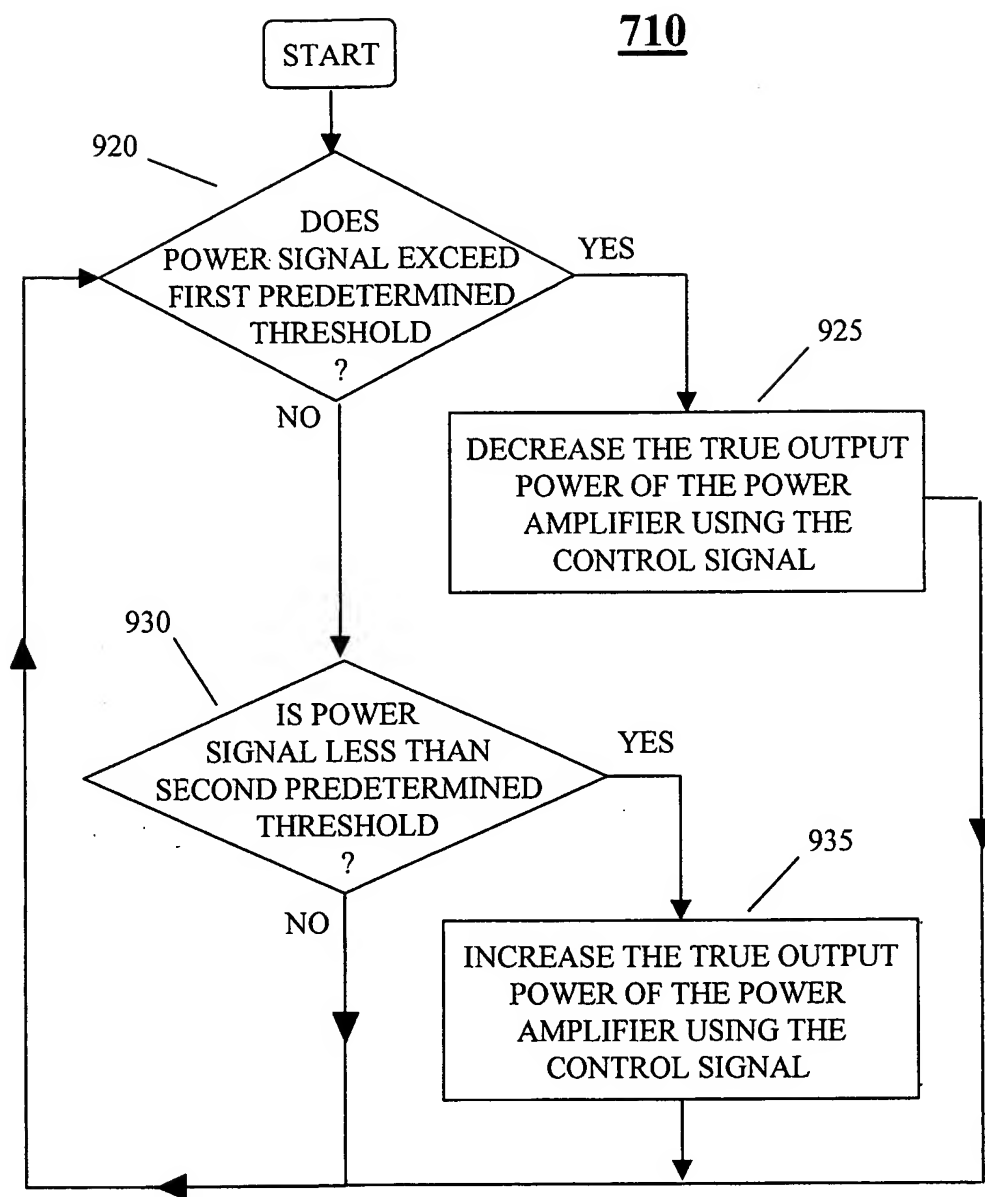 710
START
920
DOES
POWER SIGNAL EXCEED
FIRST PREDETERMINED
THRESHOLD
?
YES
NO
925
DECREASE THE TRUE OUTPUT
POWER OF THE POWER
AMPLIFIER USING THE
CONTROL SIGNAL
930
IS POWER
SIGNAL LESS THAN
SECOND PREDETERMINED
THRESHOLD
?
YES
NO
935
INCREASE THE TRUE OUTPUT
POWER OF THE POWER
AMPLIFIER USING THE
CONTROL SIGNAL